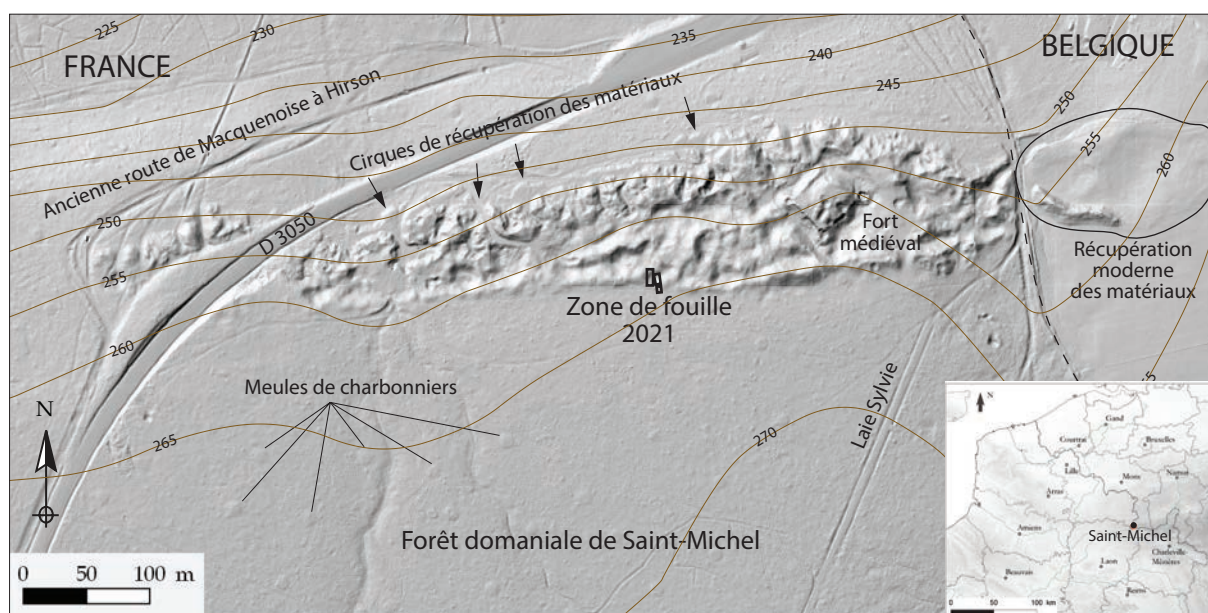 FRANCE
BELGIQUE
225
230
235
240
245
250
255
260
Ancienne route de Macquenoise à Hirson
Cirques de récupération des matériaux
D 3050
250
255
260
265
Fort
médiéval
Récupération
moderne
des matériaux
Zone de fouille
2021
Meules de charbonniers
Laie Sylvie
270
N
Forêt domaniale de Saint-Michel
0 50 100 m
N
Gand
Courtrai
Bruxelles
Lille
Mons
Namur
Arras
Amiens
Saint-Michel
Charleville
Mézières
Laon
Beauvais
Reims
0 50 100 km